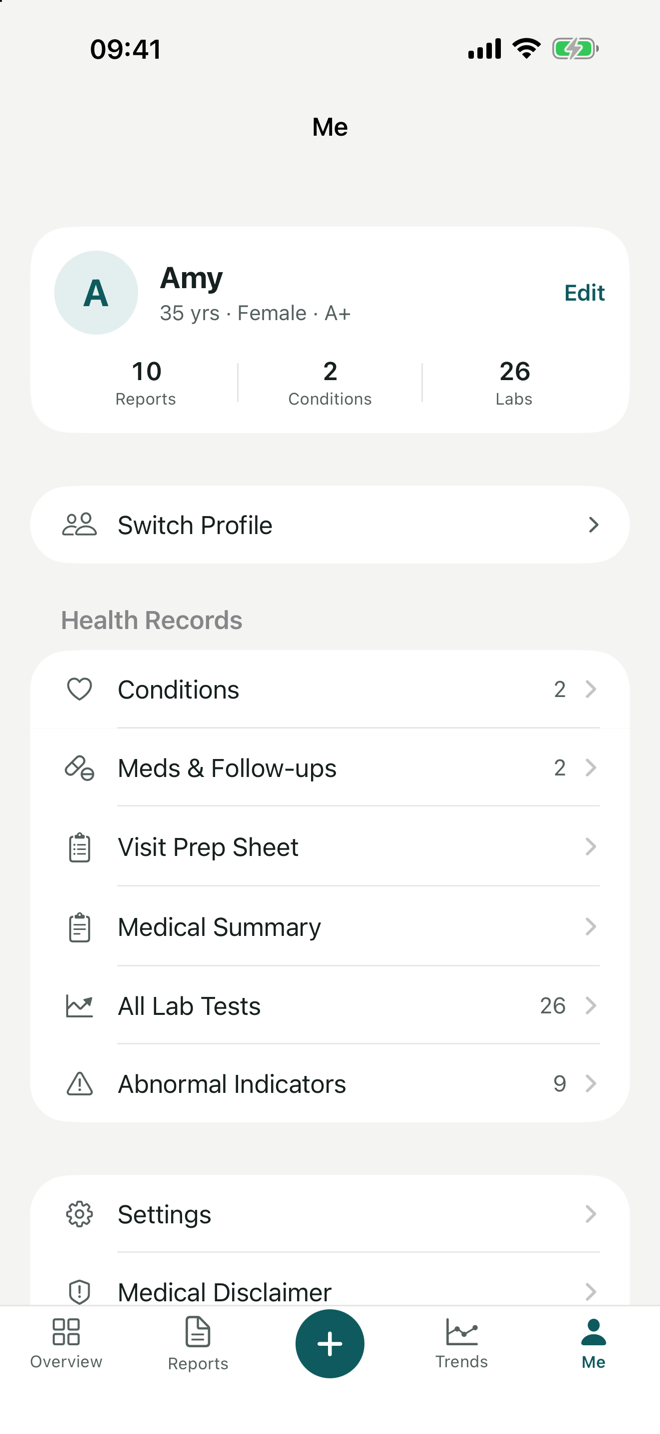 09:41
Me
A
Amy
35 yrs · Female · A+
Edit
10
Reports
2
Conditions
26
Labs
Switch Profile
Health Records
Conditions
2
Meds & Follow-ups
2
Visit Prep Sheet
Medical Summary
All Lab Tests
26
Abnormal Indicators
9
Settings
Medical Disclaimer
Overview
Reports
Trends
Me